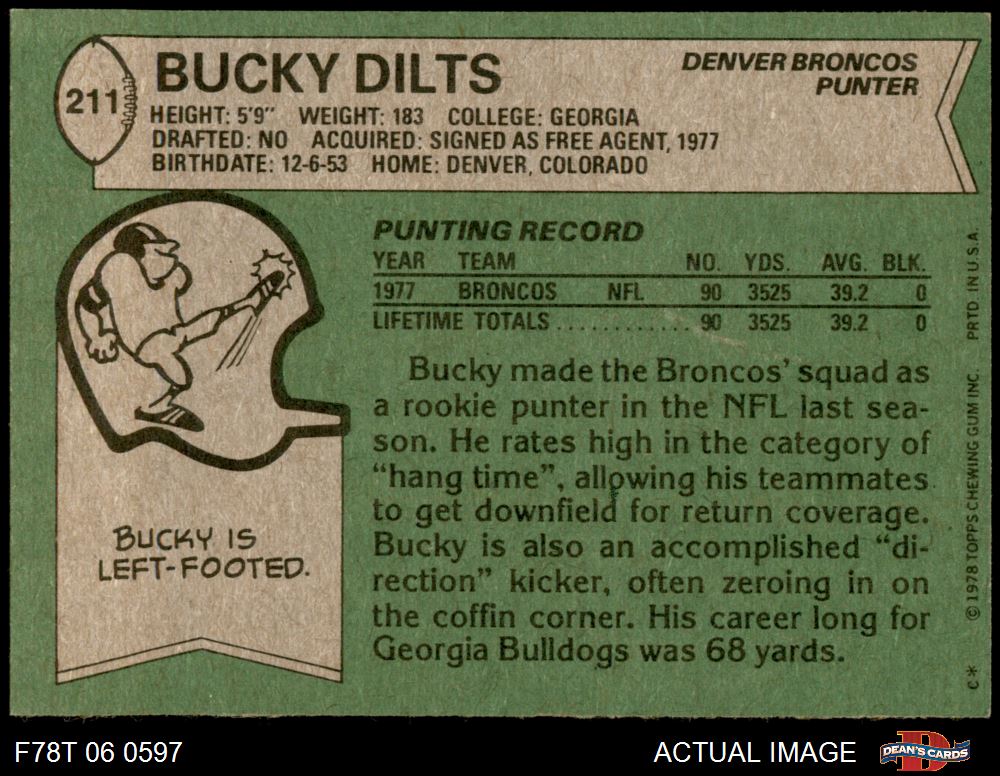 211
BUCKY DILTS
DENVER BRONCOS
PUNTER
HEIGHT: 5'9" WEIGHT: 183 COLLEGE: GEORGIA
DRAFTED: NO ACQUIRED: SIGNED AS FREE AGENT, 1977
BIRTHDATE: 12-6-53 HOME: DENVER, COLORADO
PUNTING RECORD
YEAR TEAM NO. YDS. AVG. BLK.
1977 BRONCOS NFL 90 3525 39.2 0
LIFETIME TOTALS............ 90 3525 39.2 0
Bucky made the Broncos' squad as
a rookie punter in the NFL last sea-
son. He rates high in the category of
"hang time", allowing his teammates
to get downfield for return coverage.
Bucky is also an accomplished "di-
rection" kicker, often zeroing in on
the coffin corner. His career long for
Georgia Bulldogs was 68 yards.
BUCKY IS
LEFT-FOOTED.
C* © 1978 TOPPS CHEWING GUM INC. PRTD. IN U.S.A.
F78T 06 0597
ACTUAL IMAGE
D
DEAN'S CARDS